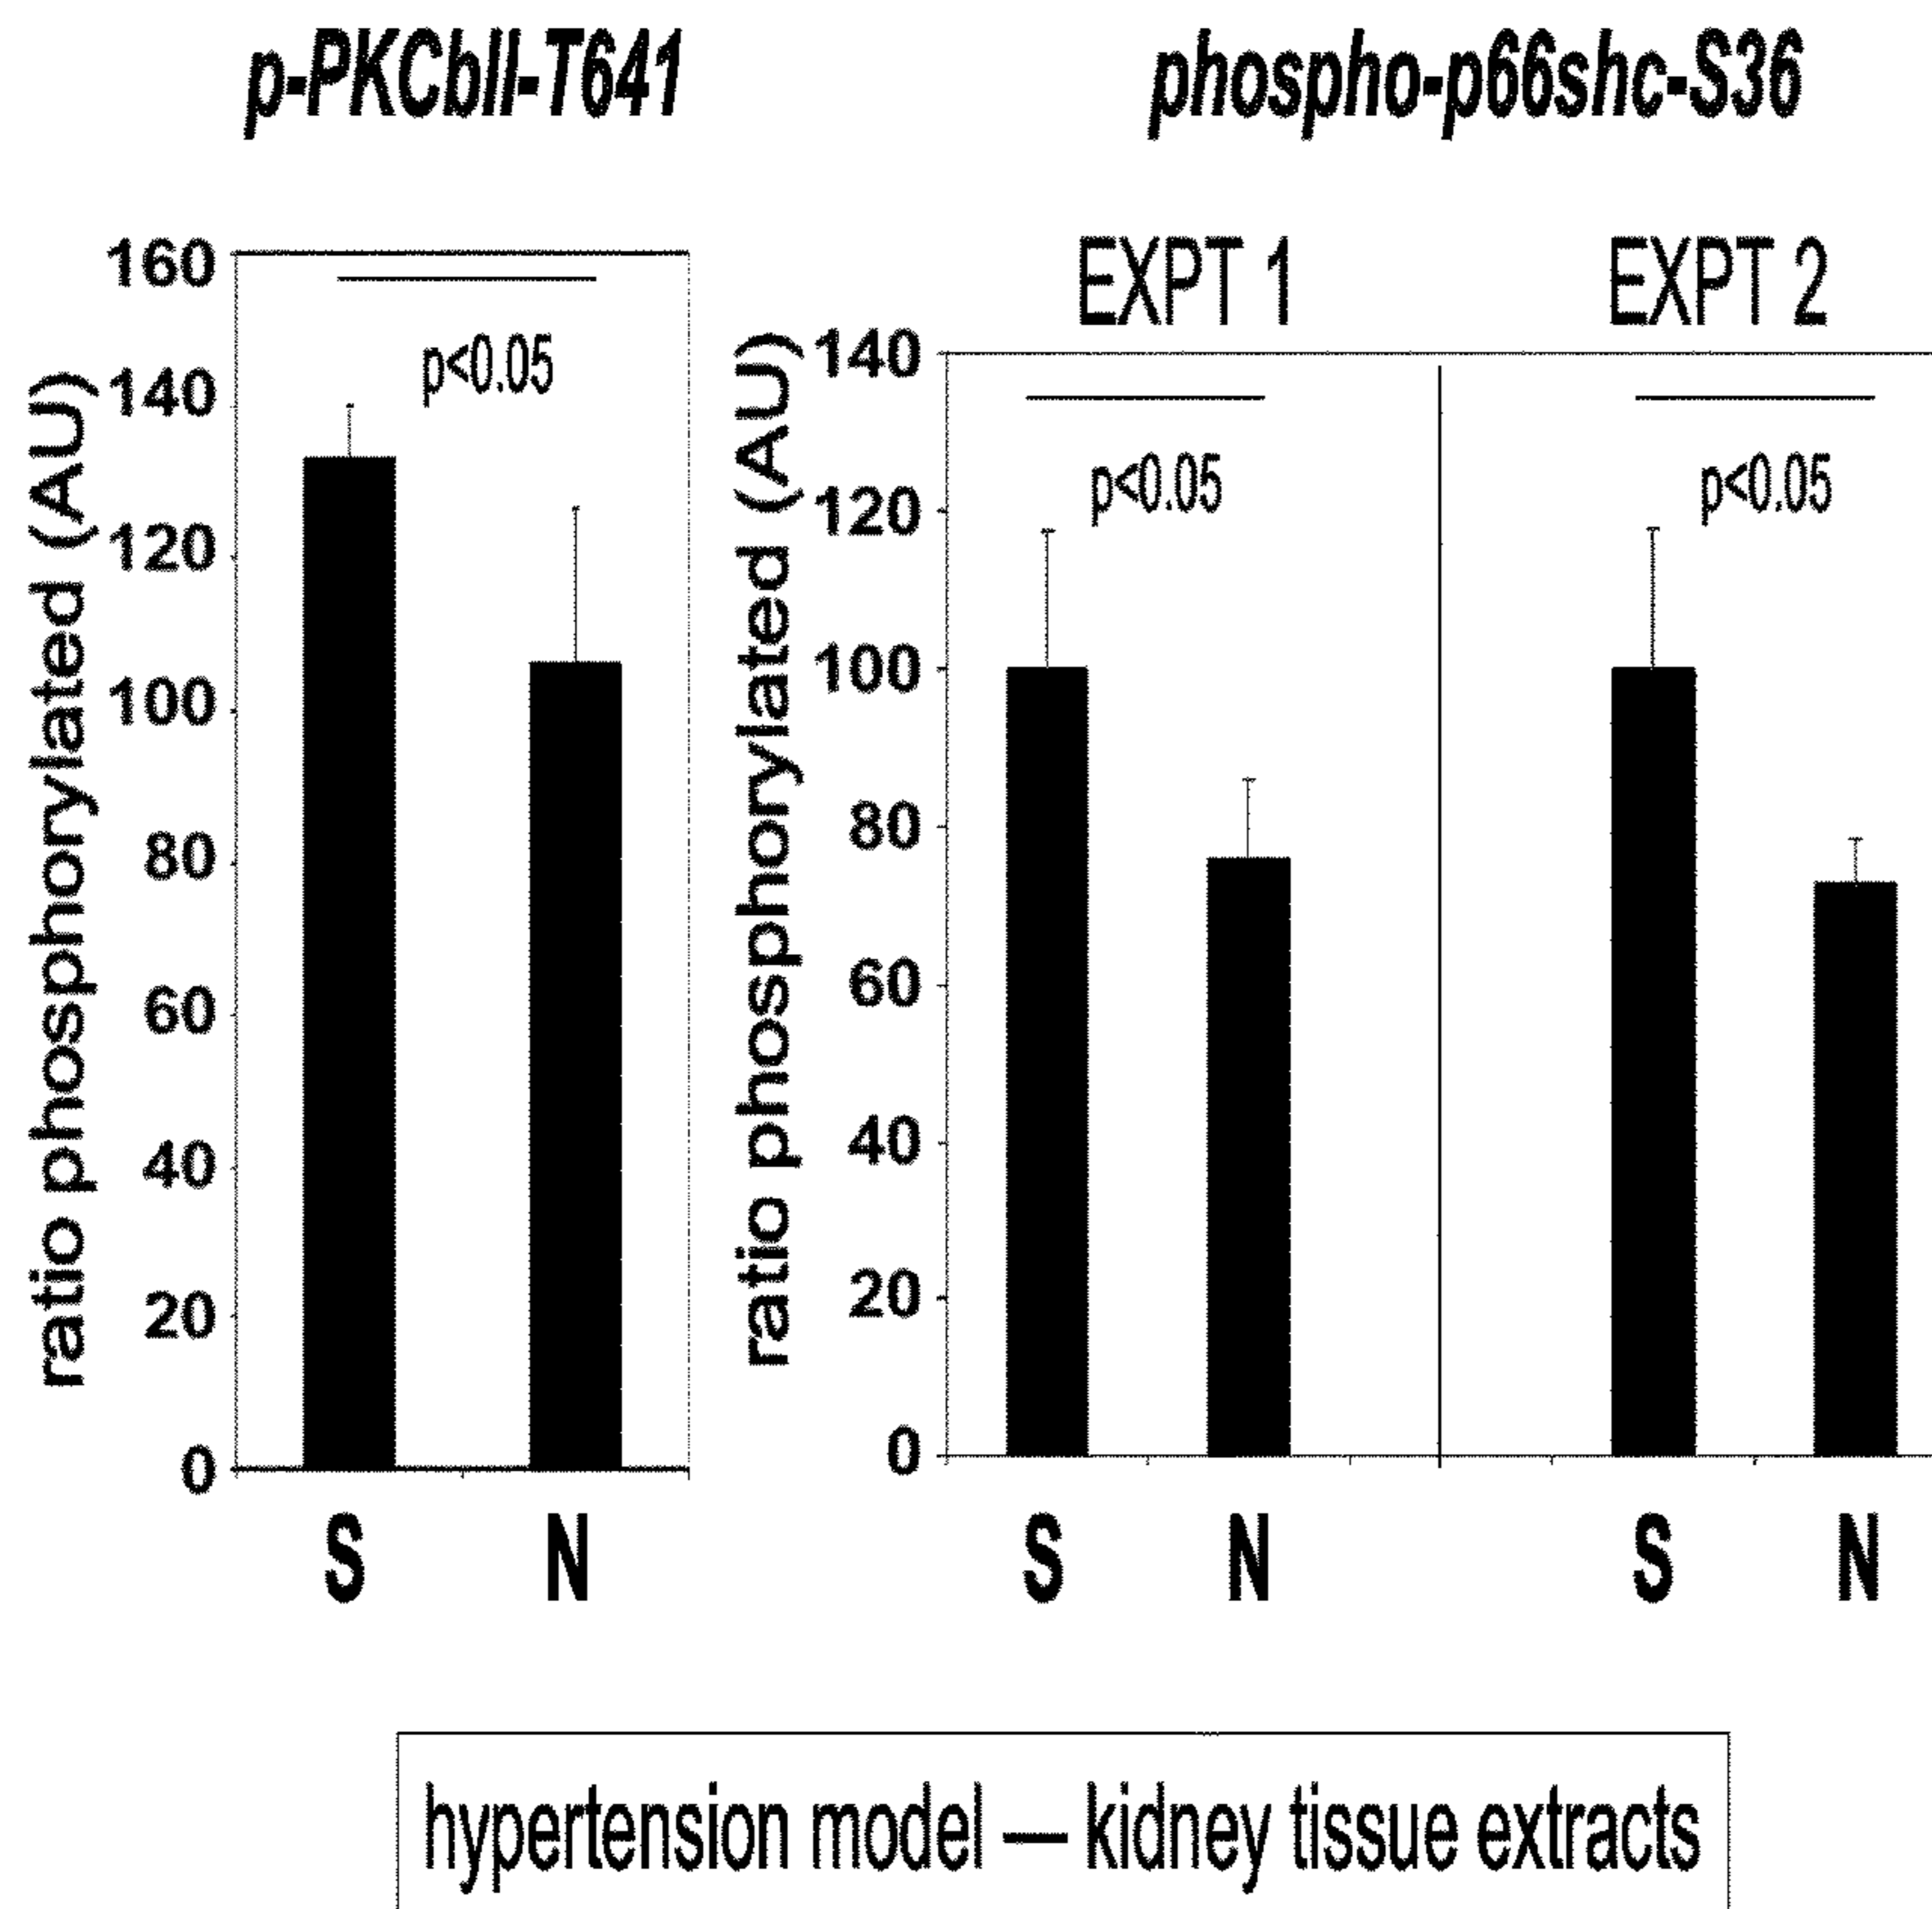 p-PKCbII-T641
phospho-p66shc-S36
ratio phosphorylated (AU)
160
140
120
100
80
60
40
20
0
p<0.05
S N
EXPT 1 EXPT 2
ratio phosphorylated (AU)
140
120
100
80
60
40
20
0
p<0.05 p<0.05
S N S N
hypertension model — kidney tissue extracts